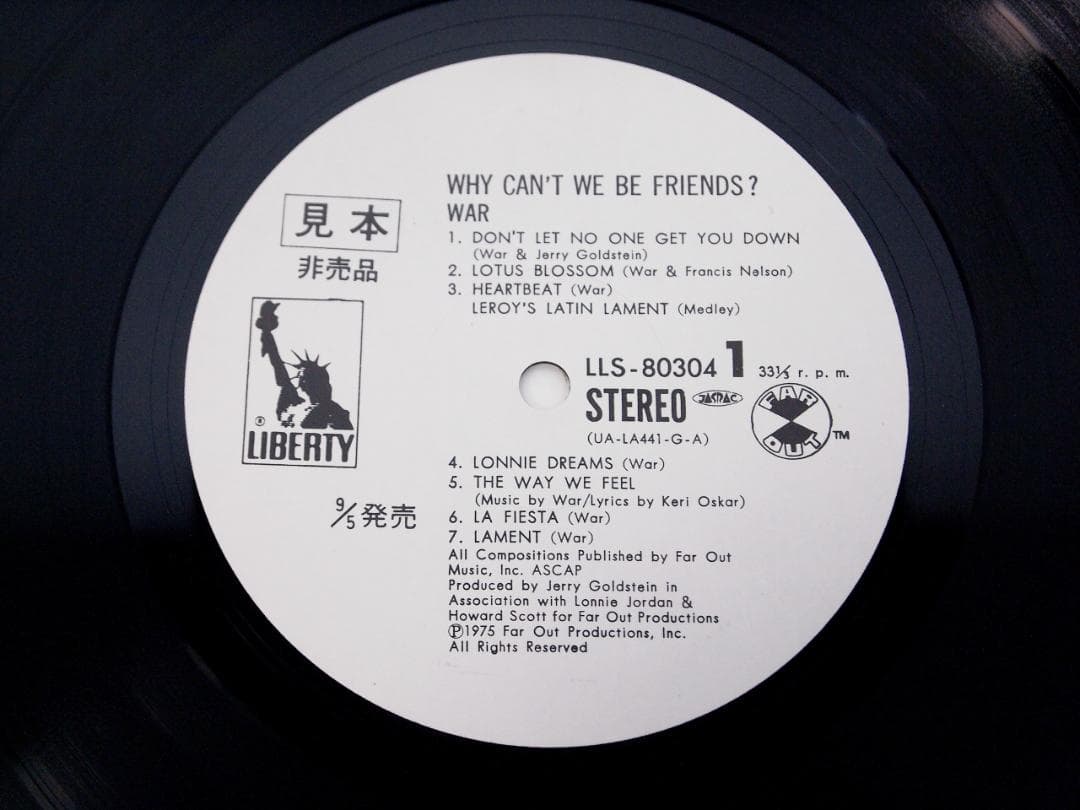 WHY CAN'T WE BE FRIENDS?
WAR
1. DON'T LET NO ONE GET YOU DOWN
(War & Jerry Goldstein)
2. LOTUS BLOSSOM (War & Francis Nelson)
3. HEARTBEAT (War)
LEROY'S LATIN LAMENT (Medley)
見本
非売品
® LIBERTY
9/5発売
LLS-80304 1 33⅓ r. p. m.
STEREO JASRAC
(UA-LA441-G-A)
FAR OUT ™
4. LONNIE DREAMS (War)
5. THE WAY WE FEEL
(Music by War/Lyrics by Keri Oskar)
6. LA FIESTA (War)
7. LAMENT (War)
All Compositions Published by Far Out
Music, Inc. ASCAP
Produced by Jerry Goldstein in
Association with Lonnie Jordan &
Howard Scott for Far Out Productions
℗1975 Far Out Productions, Inc.
All Rights Reserved